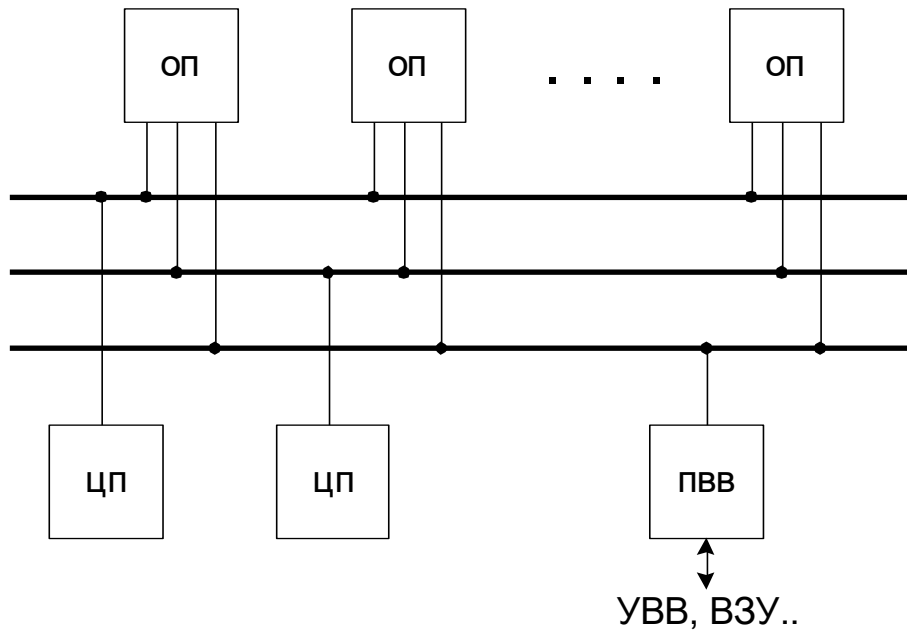 ОП ОП . . . . ОП
ЦП ЦП ПВВ
УВВ, ВЗУ..